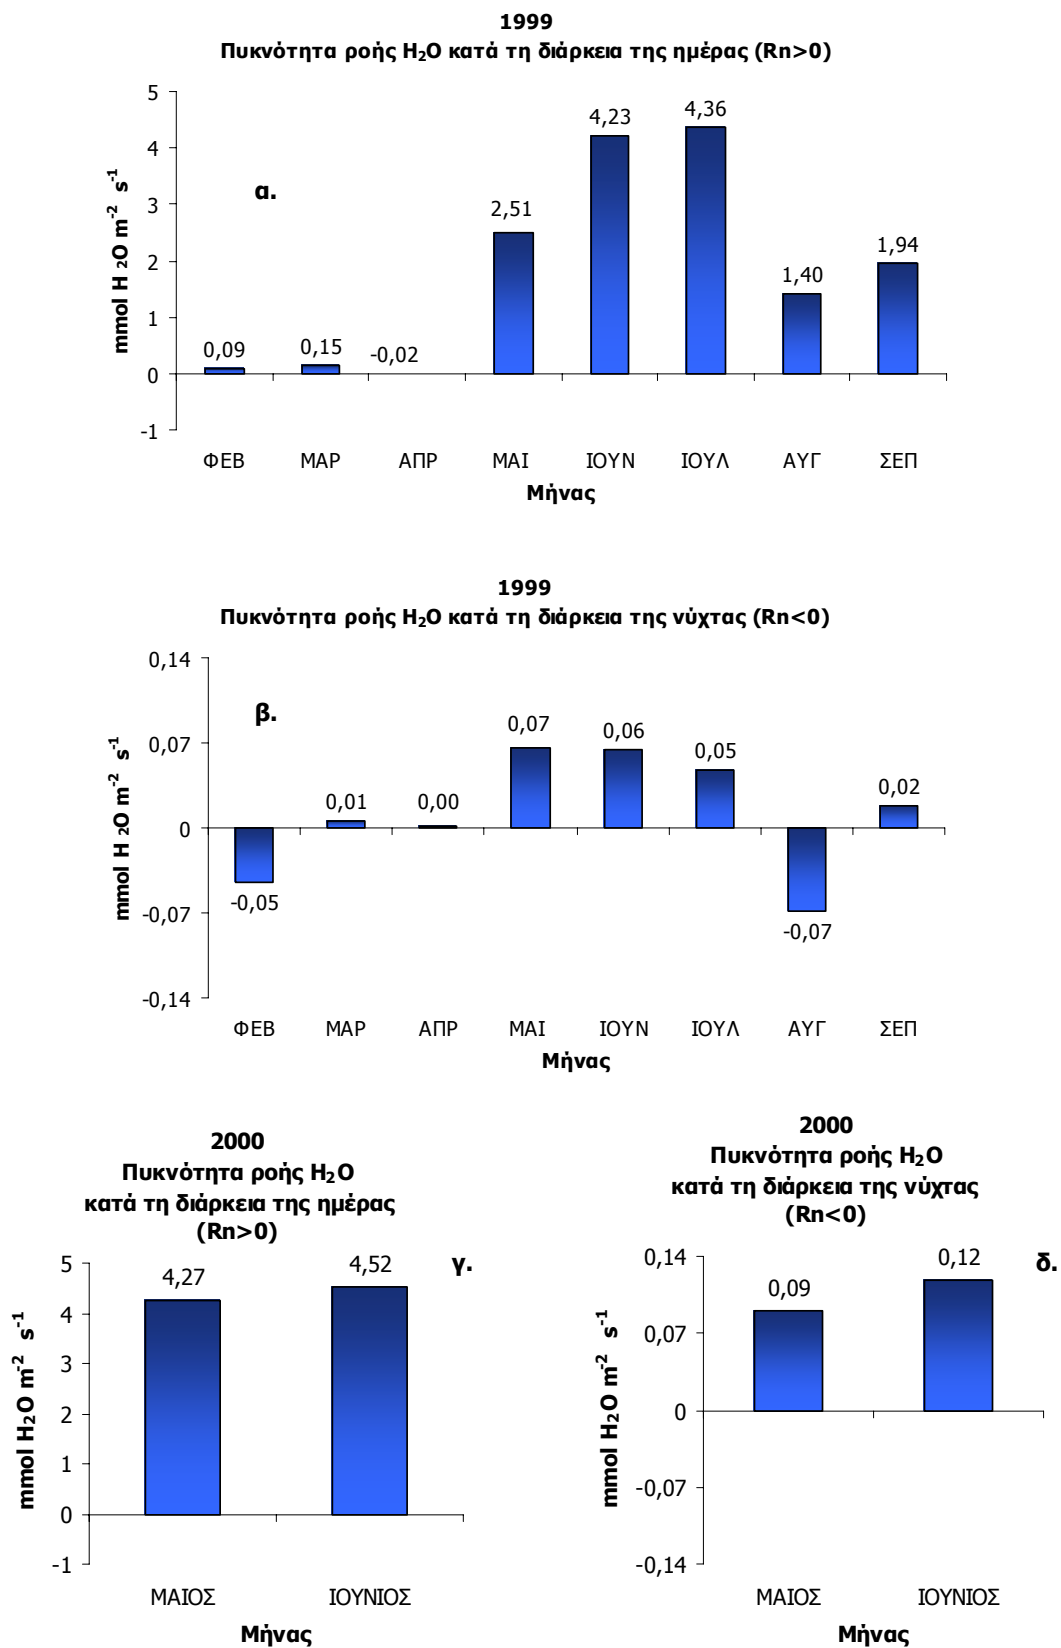 1999
Πυκνότητα ροής H₂O κατά τη διάρκεια της ημέρας (Rn>0)
5
4
3
2
1
0
-1
mmol H ₂O m⁻² s⁻¹
α.
0,09
0,15
-0,02
2,51
4,23
4,36
1,40
1,94
ΦΕΒ ΜΑΡ ΑΠΡ ΜΑΙ ΙΟΥΝ ΙΟΥΛ ΑΥΓ ΣΕΠ
Μήνας
1999
Πυκνότητα ροής H₂O κατά τη διάρκεια της νύχτας (Rn<0)
0,14
0,07
0
-0,07
-0,14
mmol H ₂O m⁻² s⁻¹
β.
-0,05
0,01
0,00
0,07
0,06
0,05
-0,07
0,02
ΦΕΒ ΜΑΡ ΑΠΡ ΜΑΙ ΙΟΥΝ ΙΟΥΛ ΑΥΓ ΣΕΠ
Μήνας
2000
Πυκνότητα ροής H₂O
κατά τη διάρκεια της ημέρας
(Rn>0)
5
4
3
2
1
0
-1
mmol H₂O m⁻² s⁻¹
γ.
4,27
4,52
ΜΑΙΟΣ ΙΟΥΝΙΟΣ
Μήνας
2000
Πυκνότητα ροής H₂O
κατά τη διάρκεια της νύχτας
(Rn<0)
0,14
0,07
0
-0,07
-0,14
mmol H₂O m⁻² s⁻¹
δ.
0,09
0,12
ΜΑΙΟΣ ΙΟΥΝΙΟΣ
Μήνας